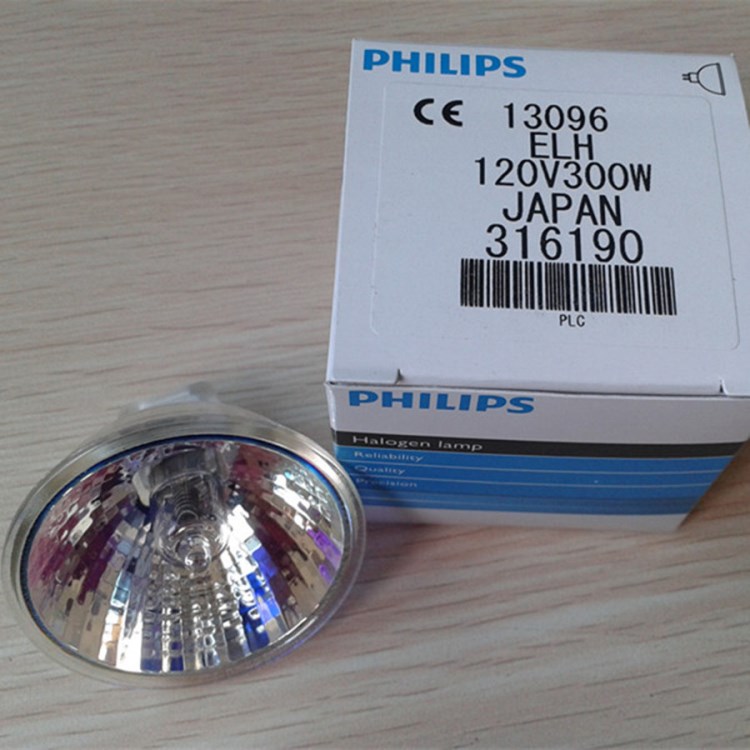 PHILIPS
CE 13096
ELH
120V300W
JAPAN
316190
PLC
PHILIPS
Halogen lamp
Reliability
Quality
Precision